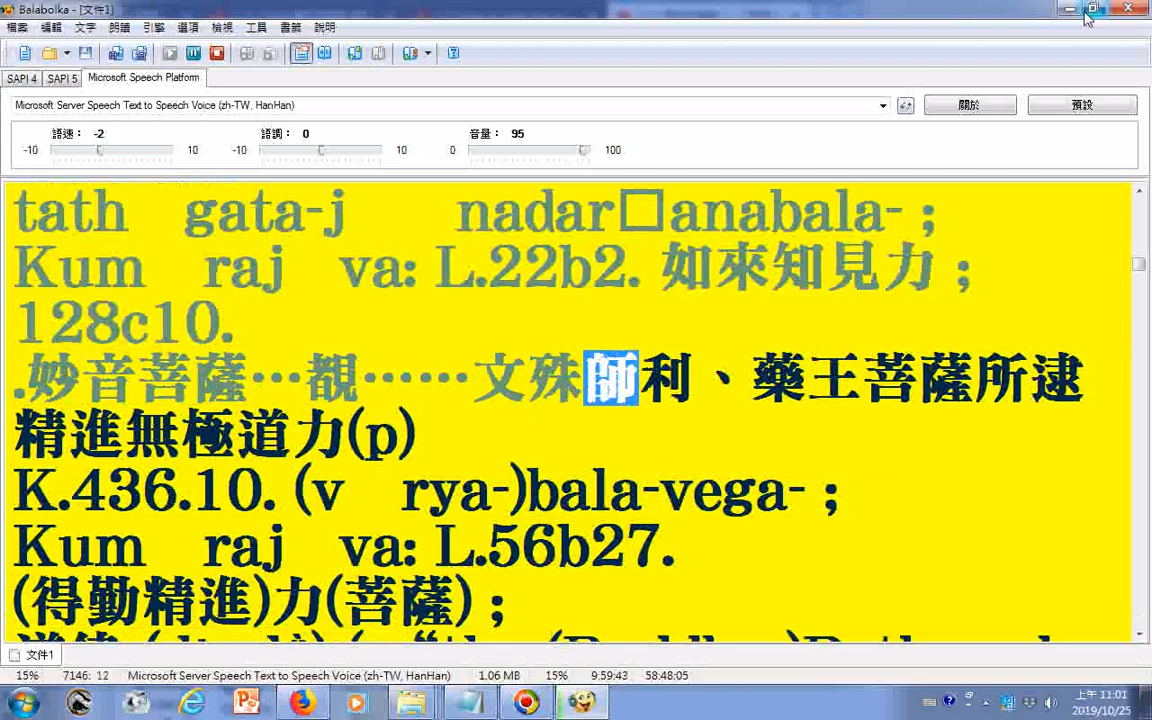 Balabolka - [文件1]
檔案 編輯 文字 朗讀 引擎 選項 檢視 工具 書籤 說明
SAPI 4 SAPI 5 Microsoft Speech Platform
Microsoft Server Speech Text to Speech Voice (zh-TW, HanHan) 關於 預設
語速： -2 語調： 0 音量： 95
-10 10 -10 10 0 100
tath gata-j nadar□anabala- ;
Kum raj va: L.22b2. 如來知見力 ;
128c10.
.妙音菩薩…覩……文殊師利、藥王菩薩所逮
精進無極道力(p)
K.436.10. (v rya-)bala-vega- ;
Kum raj va: L.56b27.
(得勤精進)力(菩薩) ;
文件1
15% 7146: 12 Microsoft Server Speech Text to Speech Voice (zh-TW, HanHan) 1.06 MB 15% 9:59:43 58:48:05
上午 11:01
2019/10/25